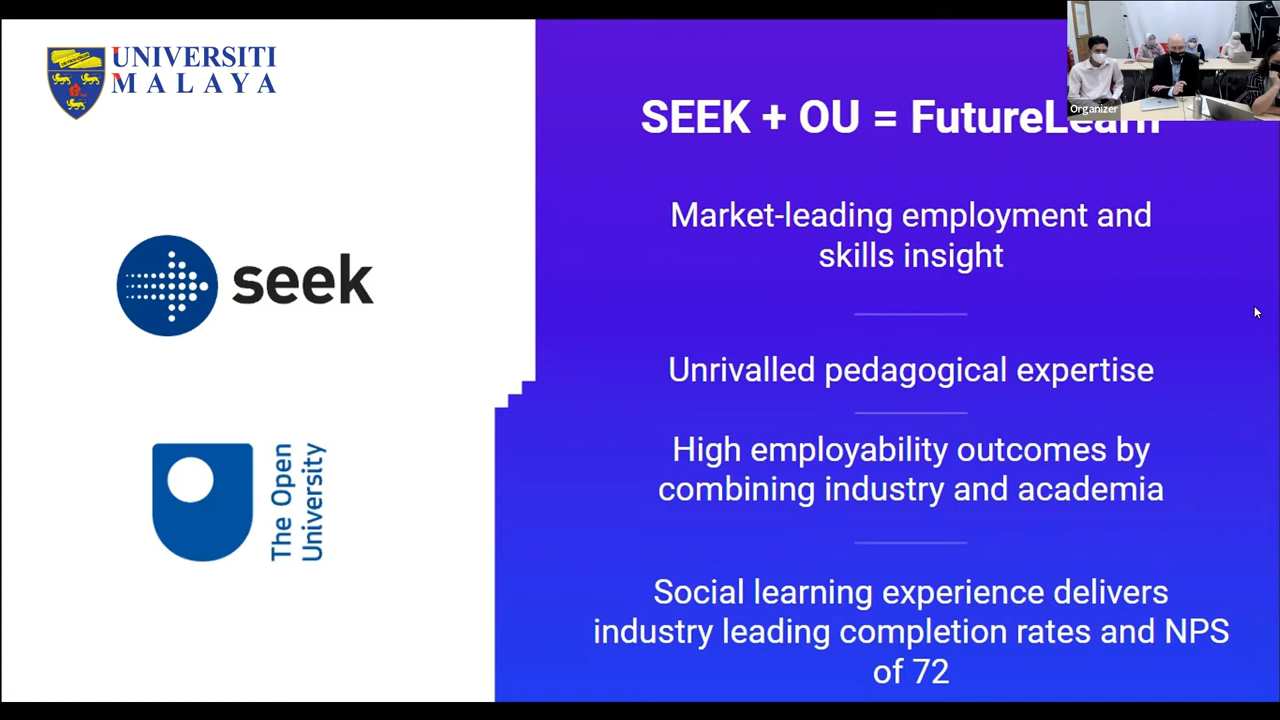 UNIVERSITI
MALAYA
Organizer
SEEK + OU = FutureLearn
Market-leading employment and
skills insight
seek
Unrivalled pedagogical expertise
High employability outcomes by
combining industry and academia
The Open
University
Social learning experience delivers
industry leading completion rates and NPS
of 72